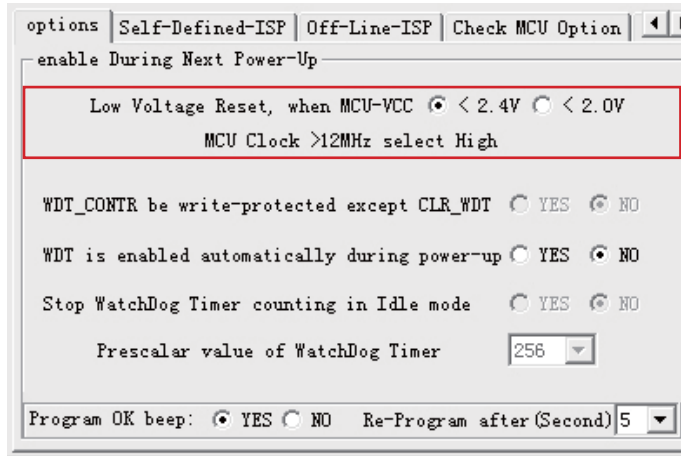 options Self-Defined-ISP Off-Line-ISP Check MCU Option
enable During Next Power-Up
Low Voltage Reset, when MCU-VCC < 2.4V < 2.0V
MCU Clock >12MHz select High
WDT_CONTR be write-protected except CLR_WDT YES NO
WDT is enabled automatically during power-up YES NO
Stop WatchDog Timer counting in Idle mode YES NO
Prescalar value of WatchDog Timer 256
Program OK beep: YES NO Re-Program after(Second) 5